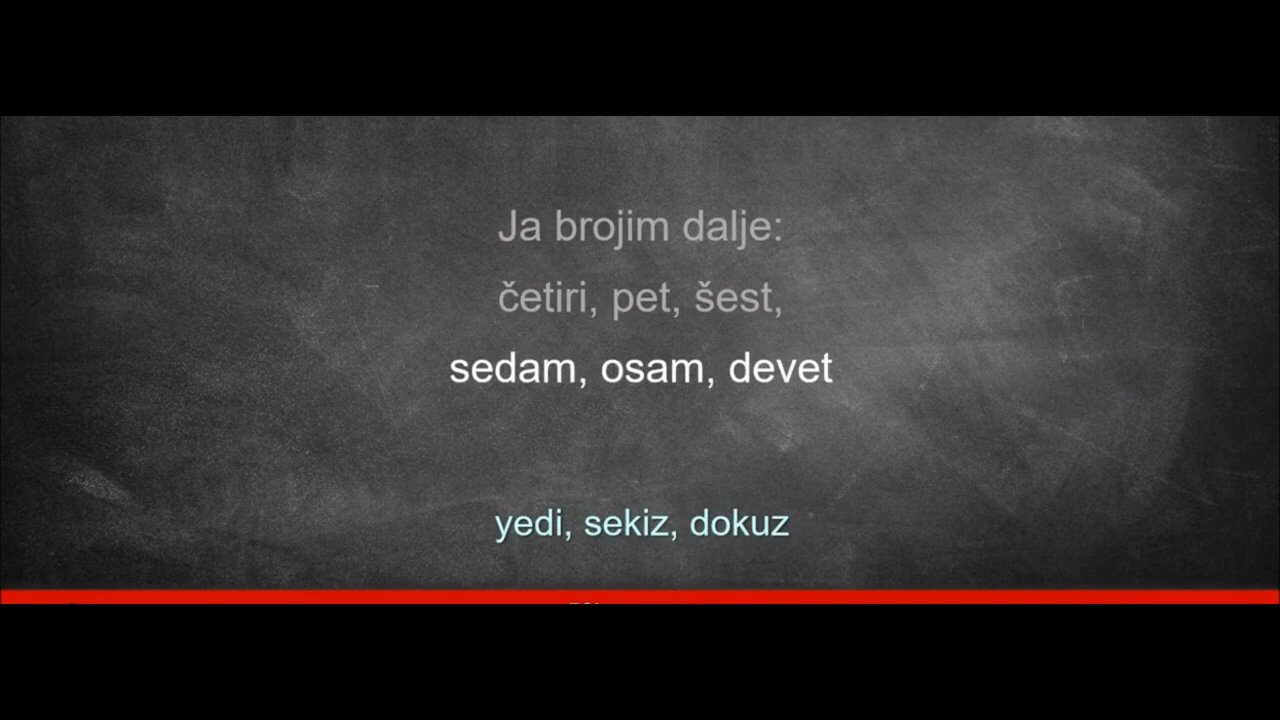 Ja brojim dalje:
četiri, pet, šest,
sedam, osam, devet
yedi, sekiz, dokuz